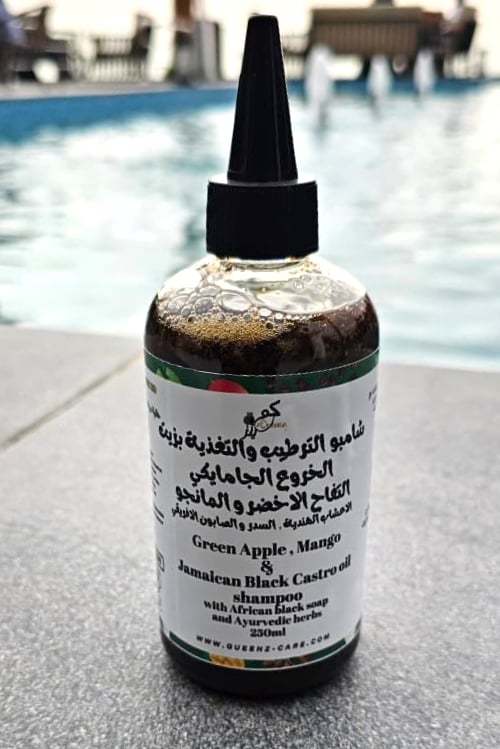 شامبو الترطيب والتغذية بزيت
الخروع الجامايكي
التفاح الاخضر و المانجو
الاعشاب الهندية , السدر و الصابون الافريقي
Green Apple , Mango
&
Jamaican Black Castro oil
shampoo
with African black soap
and Ayurvedic herbs
250ml
WWW.QUEENZ-CARE.COM